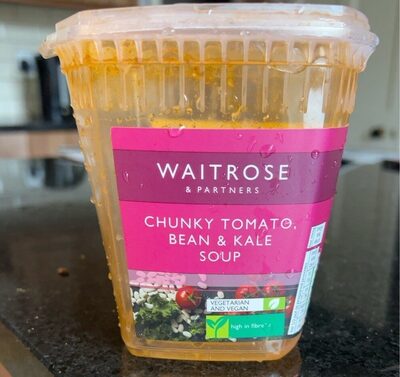 WAITROSE
& PARTNERS
CHUNKY TOMATO,
BEAN & KALE
SOUP
VEGETARIAN
AND VEGAN
high in fibre